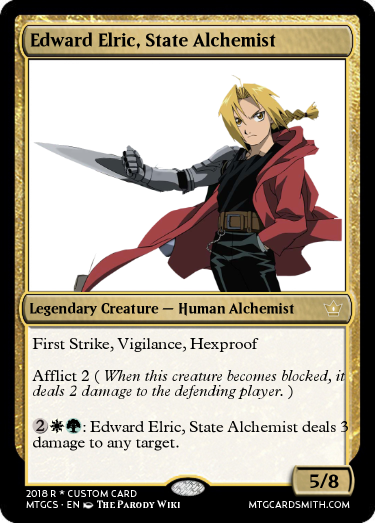 Edward Elric, State Alchemist
Legendary Creature — Human Alchemist
First Strike, Vigilance, Hexproof
Afflict 2 ( When this creature becomes blocked, it
deals 2 damage to the defending player. )
2: Edward Elric, State Alchemist deals 3
damage to any target.
5/8
2018 R * CUSTOM CARD
MTGCS · EN THE PARODY WIKI
MTGCARDSMITH.COM